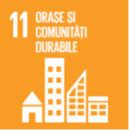 11 ORAȘE ȘI
COMUNITĂȚI
DURABILE